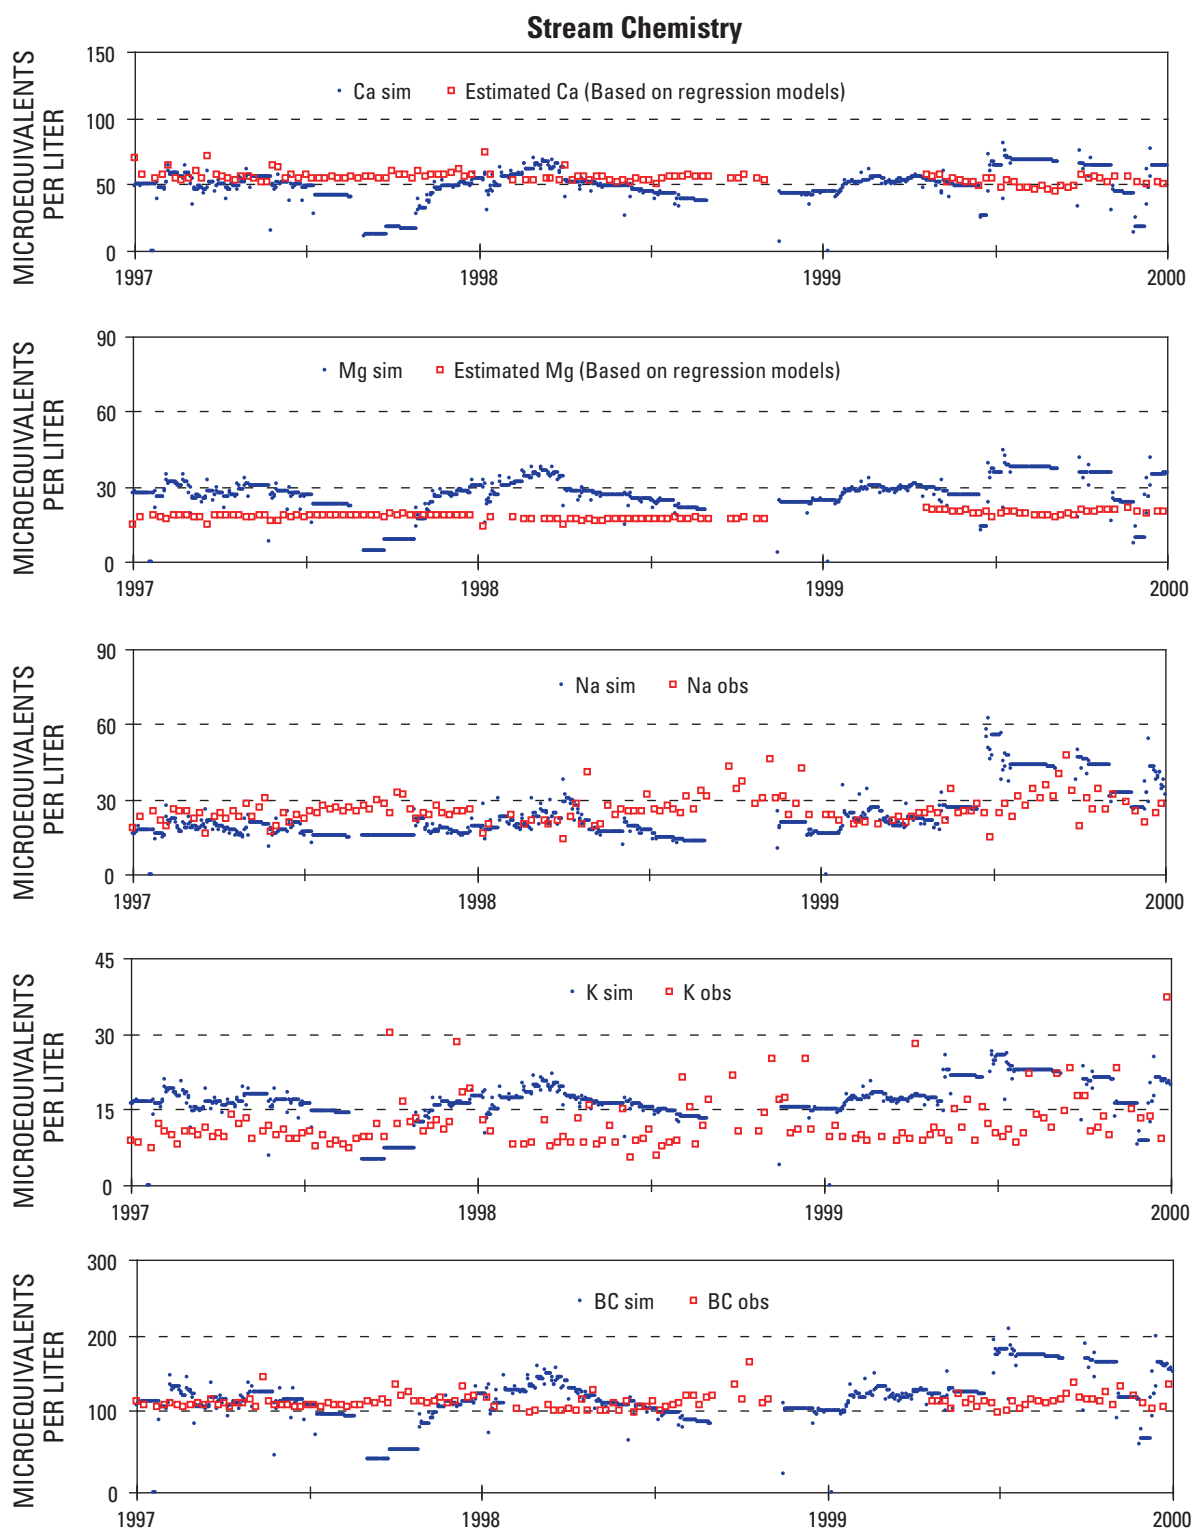 Stream Chemistry
MICROEQUIVALENTS
PER LITER
150
100
50
0
Ca sim
Estimated Ca (Based on regression models)
1997
1998
1999
2000
MICROEQUIVALENTS
PER LITER
90
60
30
0
Mg sim
Estimated Mg (Based on regression models)
1997
1998
1999
2000
MICROEQUIVALENTS
PER LITER
90
60
30
0
Na sim
Na obs
1997
1998
1999
2000
MICROEQUIVALENTS
PER LITER
45
30
15
0
K sim
K obs
1997
1998
1999
2000
MICROEQUIVALENTS
PER LITER
300
200
100
0
BC sim
BC obs
1997
1998
1999
2000